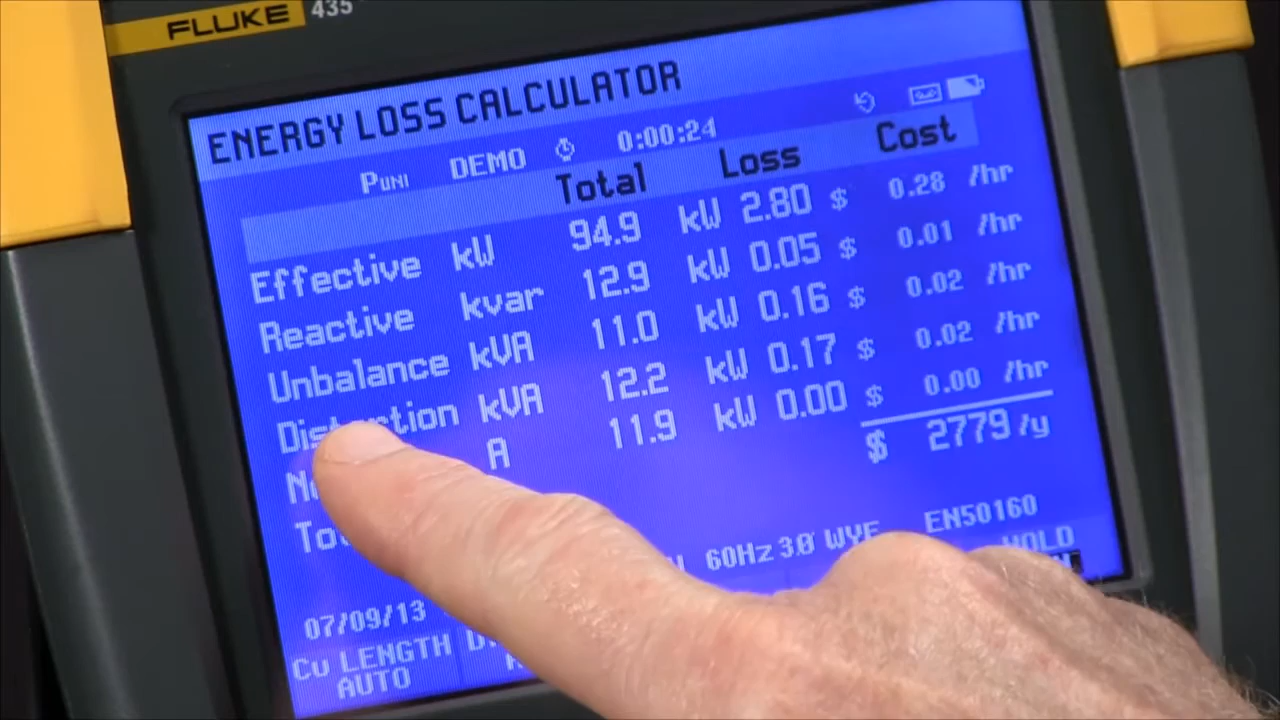 FLUKE 435
ENERGY LOSS CALCULATOR
PUNI DEMO 0:00:24
Total Loss Cost
Effective kW 94.9 kW 2.80 $ 0.28 /hr
Reactive kvar 12.9 kW 0.05 $ 0.01 /hr
Unbalance kVA 11.0 kW 0.16 $ 0.02 /hr
Distortion kVA 12.2 kW 0.17 $ 0.02 /hr
A 11.9 kW 0.00 $ 0.00 /hr
$ 2779 /y
07/09/13 60Hz 3Ø WYE EN50160
Cu LENGTH HOLD
AUTO